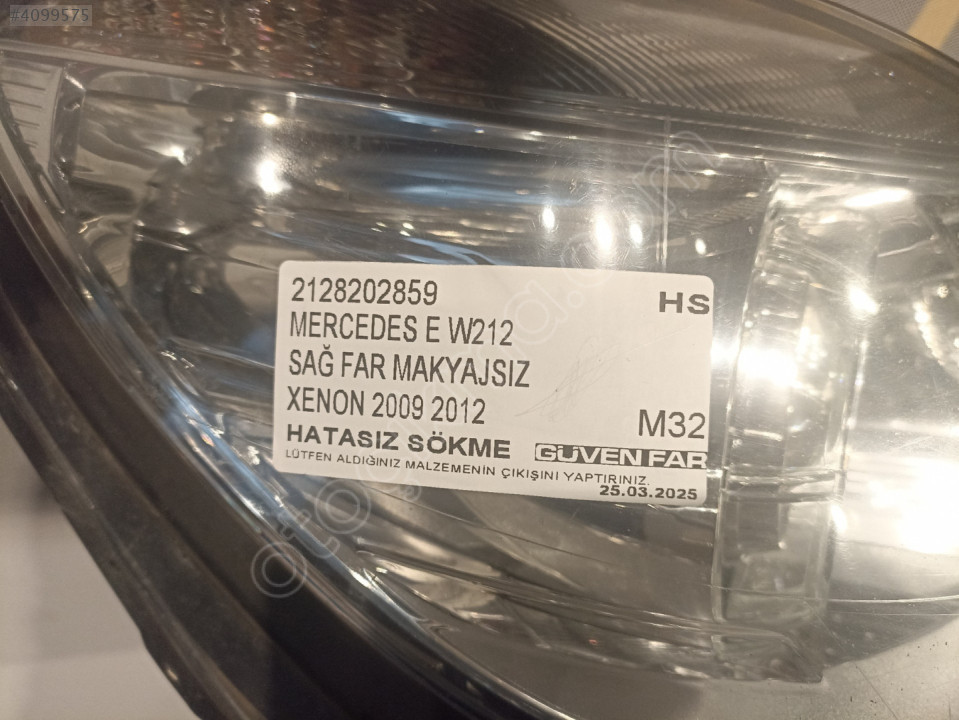 #4099575
2128202859
HS
MERCEDES E W212
SAĞ FAR MAKYAJSIZ
XENON 2009 2012
M32
HATASIZ SÖKME
GÜVEN FAR
LÜTFEN ALDIĞINIZ MALZEMENİN ÇIKIŞINI YAPTIRINIZ.
25.03.2025